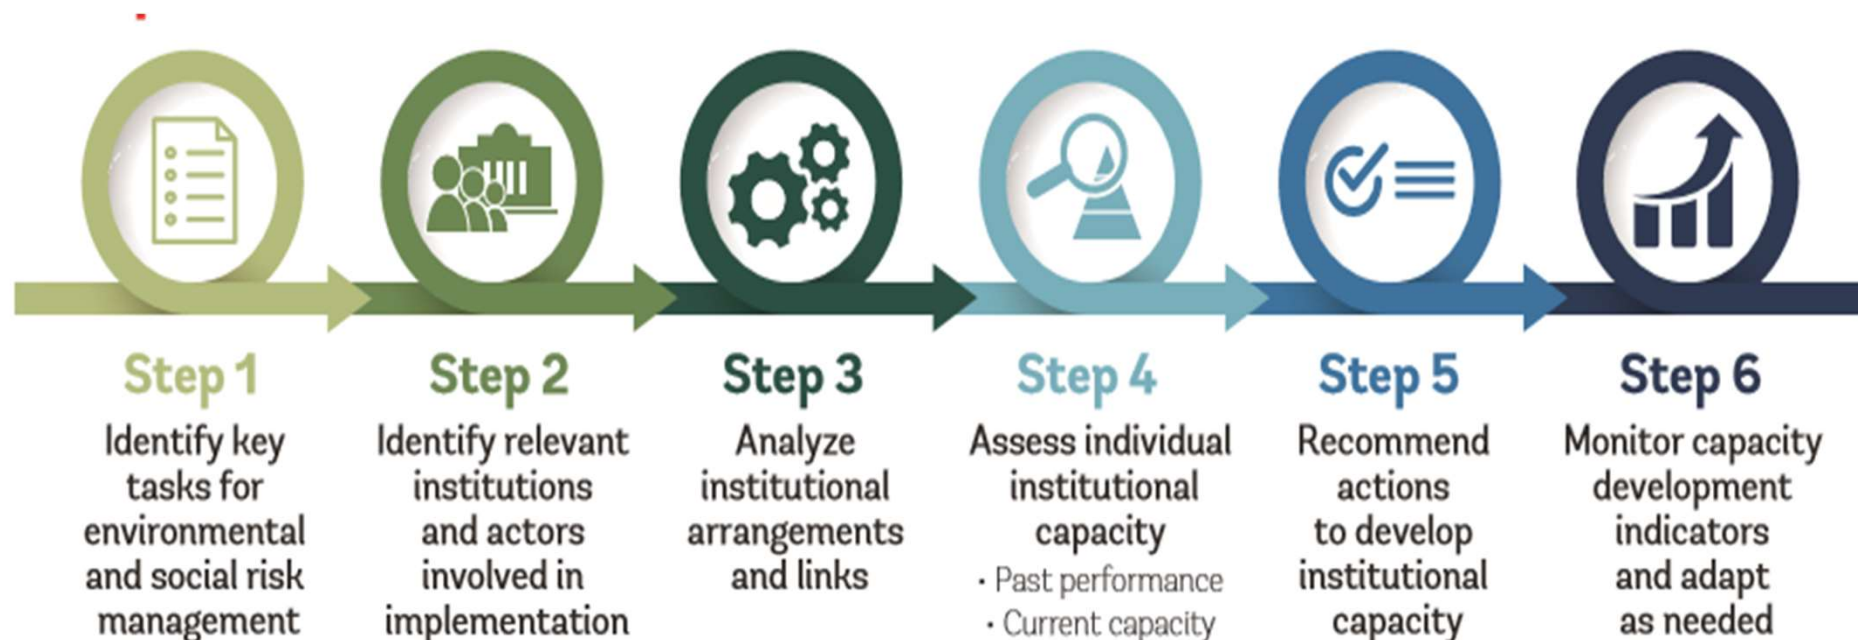 Step 1
Identify key
tasks for
environmental
and social risk
management
Step 2
Identify relevant
institutions
and actors
involved in
implementation
Step 3
Analyze
institutional
arrangements
and links
Step 4
Assess individual
institutional
capacity
· Past performance
· Current capacity
Step 5
Recommend
actions
to develop
institutional
capacity
Step 6
Monitor capacity
development
indicators
and adapt
as needed